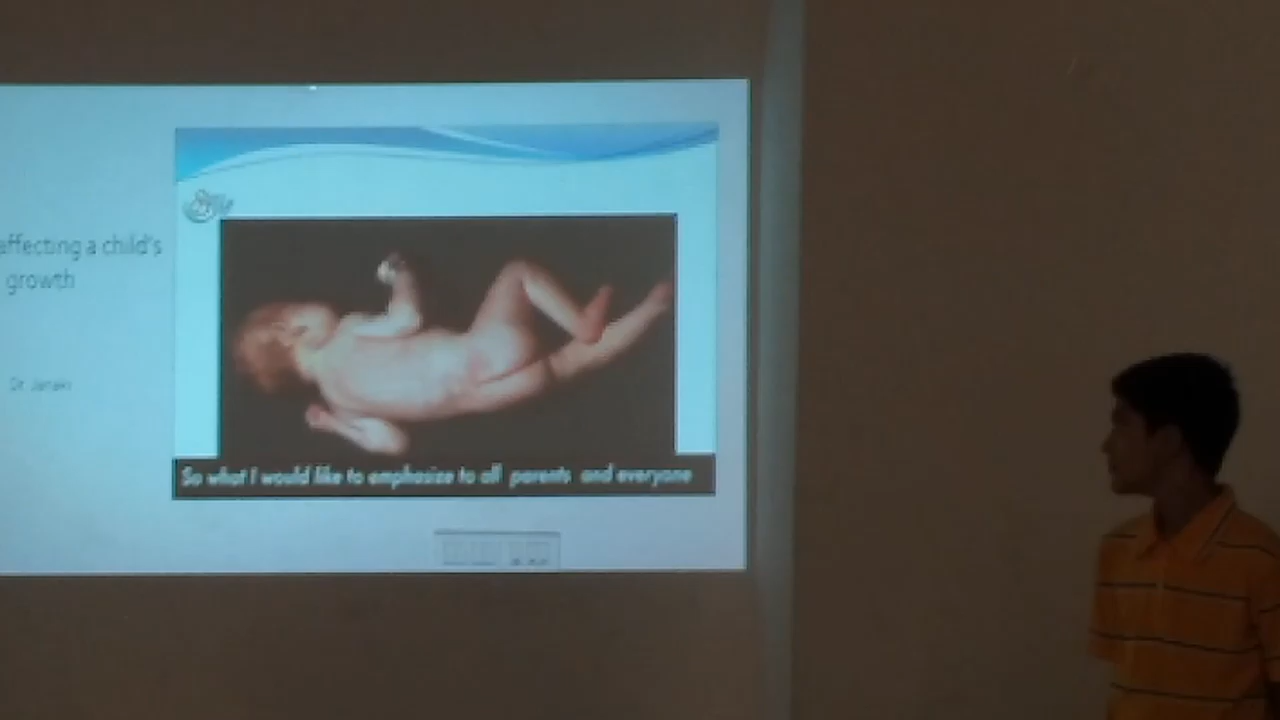 affecting a child's
growth
Dr Janaki
So what I would like to emphasize to all parents and everyone